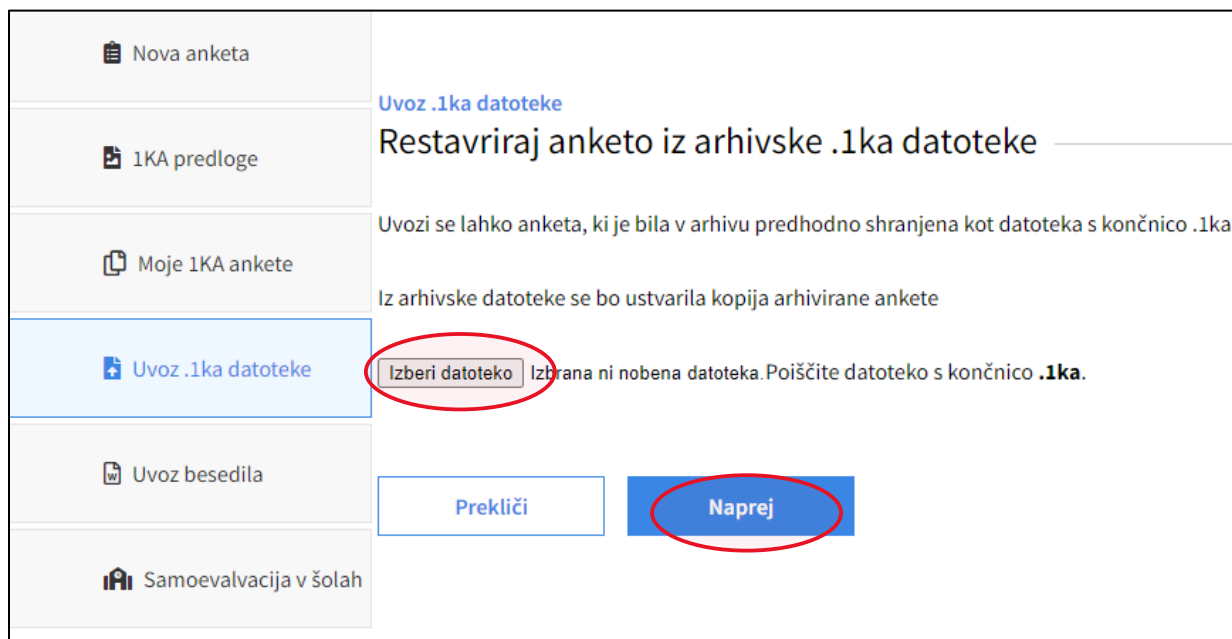 Nova anketa
1KA predloge
Moje 1KA ankete
Uvoz .1ka datoteke
Uvoz besedila
Samoevalvacija v šolah
Uvoz .1ka datoteke
Restavriraj anketo iz arhivske .1ka datoteke
Uvozi se lahko anketa, ki je bila v arhivu predhodno shranjena kot datoteka s končnico .1ka
Iz arhivske datoteke se bo ustvarila kopija arhivirane ankete
Izberi datoteko Izbrana ni nobena datoteka. Poiščite datoteko s končnico .1ka.
Prekliči Naprej